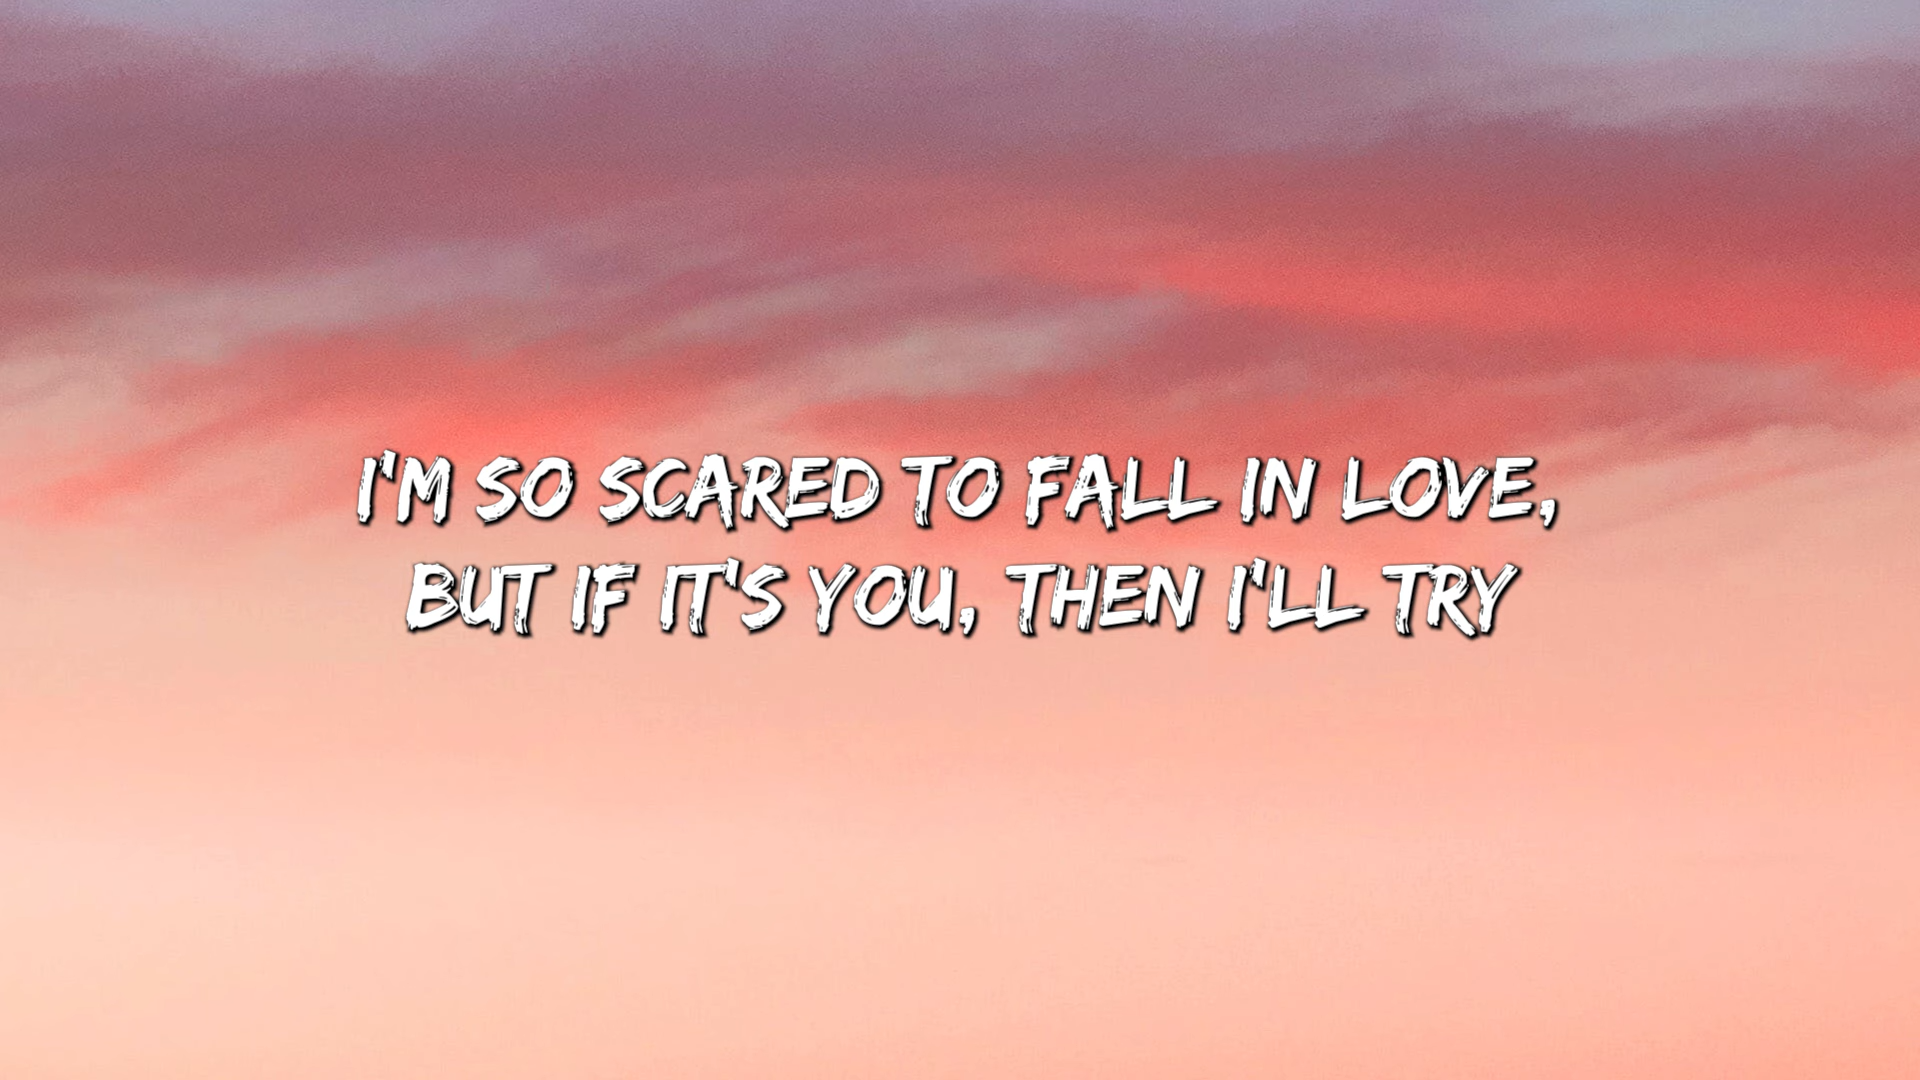 I'M SO SCARED TO FALL IN LOVE,
BUT IF IT'S YOU, THEN I'LL TRY